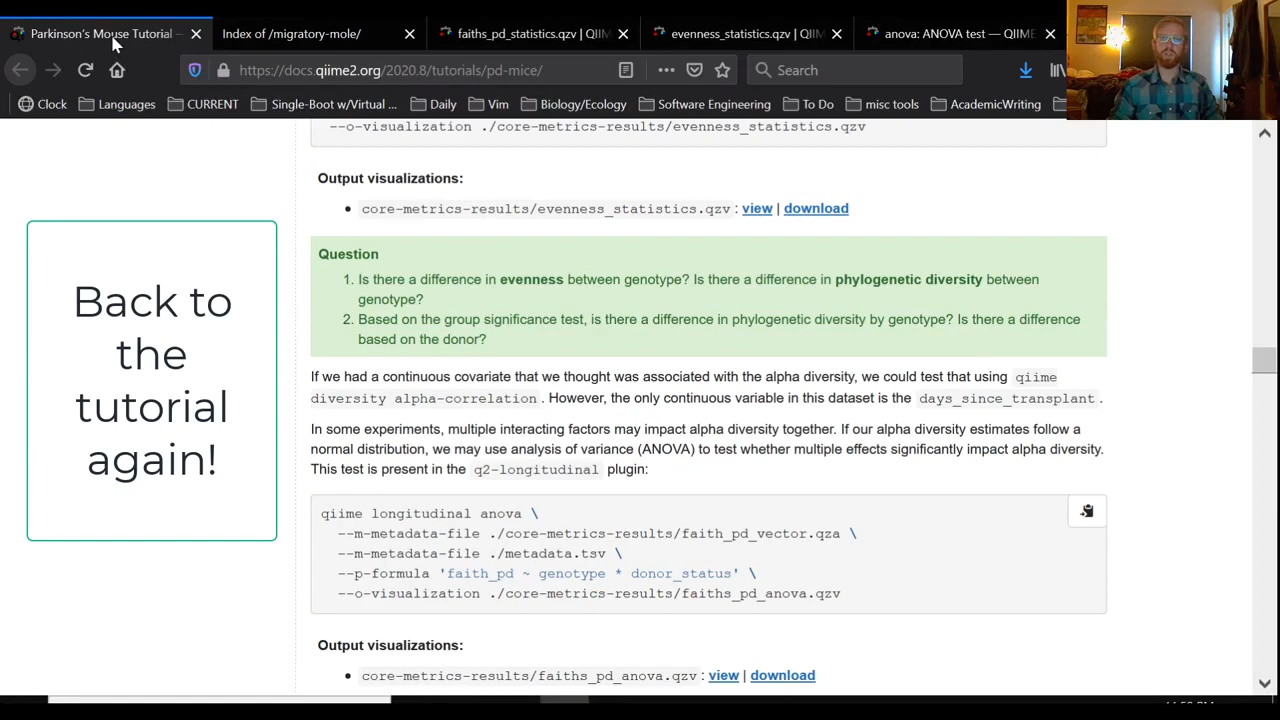 Parkinson's Mouse Tutorial —
Index of /migratory-mole/
faiths_pd_statistics.qzv | QIIM
evenness_statistics.qzv | QIIM
anova: ANOVA test — QIIME
https://docs.qiime2.org/2020.8/tutorials/pd-mice/
Search
Clock
Languages
CURRENT
Single-Boot w/Virtual ...
Daily
Vim
Biology/Ecology
Software Engineering
To Do
misc tools
AcademicWriting
Back to
the
tutorial
again!
--o-visualization ./core-metrics-results/evenness_statistics.qzv
Output visualizations:
core-metrics-results/evenness_statistics.qzv: view | download
Question
1. Is there a difference in evenness between genotype? Is there a difference in phylogenetic diversity between
genotype?
2. Based on the group significance test, is there a difference in phylogenetic diversity by genotype? Is there a difference
based on the donor?
If we had a continuous covariate that we thought was associated with the alpha diversity, we could test that using qiime
diversity alpha-correlation. However, the only continuous variable in this dataset is the days_since_transplant.
In some experiments, multiple interacting factors may impact alpha diversity together. If our alpha diversity estimates follow a
normal distribution, we may use analysis of variance (ANOVA) to test whether multiple effects significantly impact alpha diversity.
This test is present in the q2-longitudinal plugin:
qiime longitudinal anova \
--m-metadata-file ./core-metrics-results/faith_pd_vector.qza \
--m-metadata-file ./metadata.tsv \
--p-formula 'faith_pd ~ genotype * donor_status' \
--o-visualization ./core-metrics-results/faiths_pd_anova.qzv
Output visualizations:
core-metrics-results/faiths_pd_anova.qzv: view | download